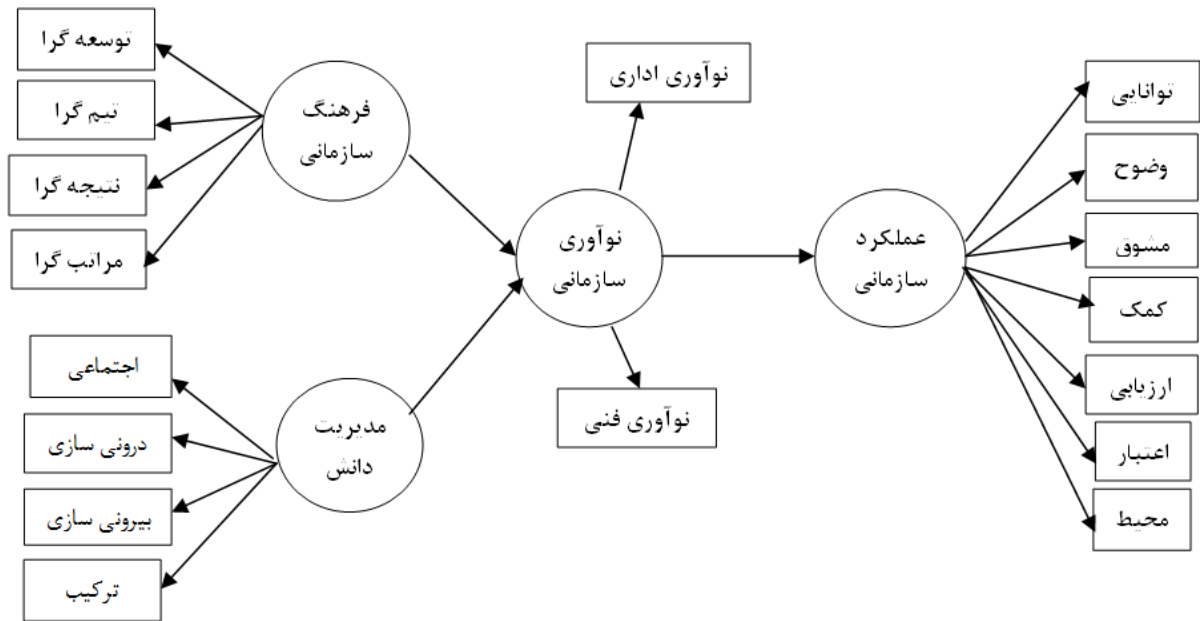 توسعه گرا
تیم گرا
نتیجه گرا
مراتب گرا
فرهنگ
سازمانی
اجتماعی
درونی سازی
بیرونی سازی
ترکیب
مدیریت
دانش
نوآوری اداری
نوآوری
سازمانی
نوآوری فنی
عملکرد
سازمانی
توانایی
وضوح
مشوق
کمک
ارزیابی
اعتبار
محیط